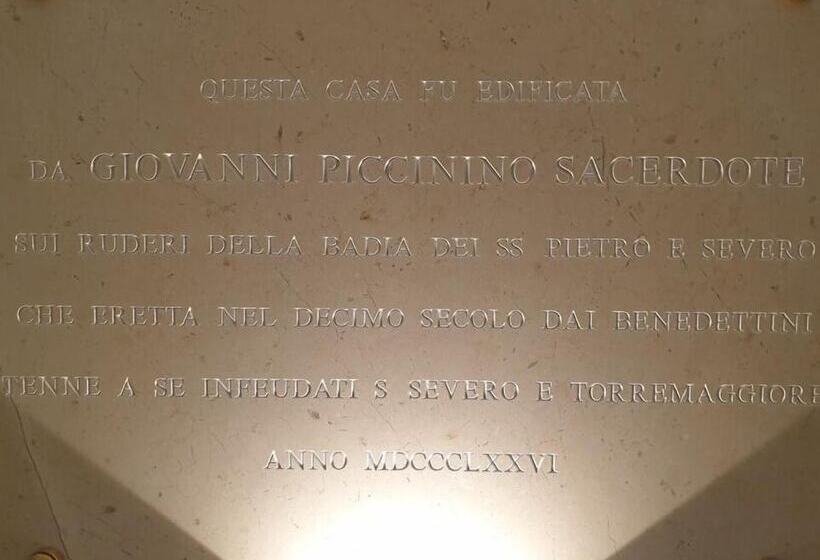 QUESTA CASA FU EDIFICATA
DA GIOVANNI PICCININO SACERDOTE
SUI RUDERI DELLA BADIA DEI SS PIETRO E SEVERO
CHE ERETTA NEL DECIMO SECOLO DAI BENEDETTINI
TENNE A SE INFEUDATI S SEVERO E TORREMAGGIORE
ANNO MDCCCLXXVI